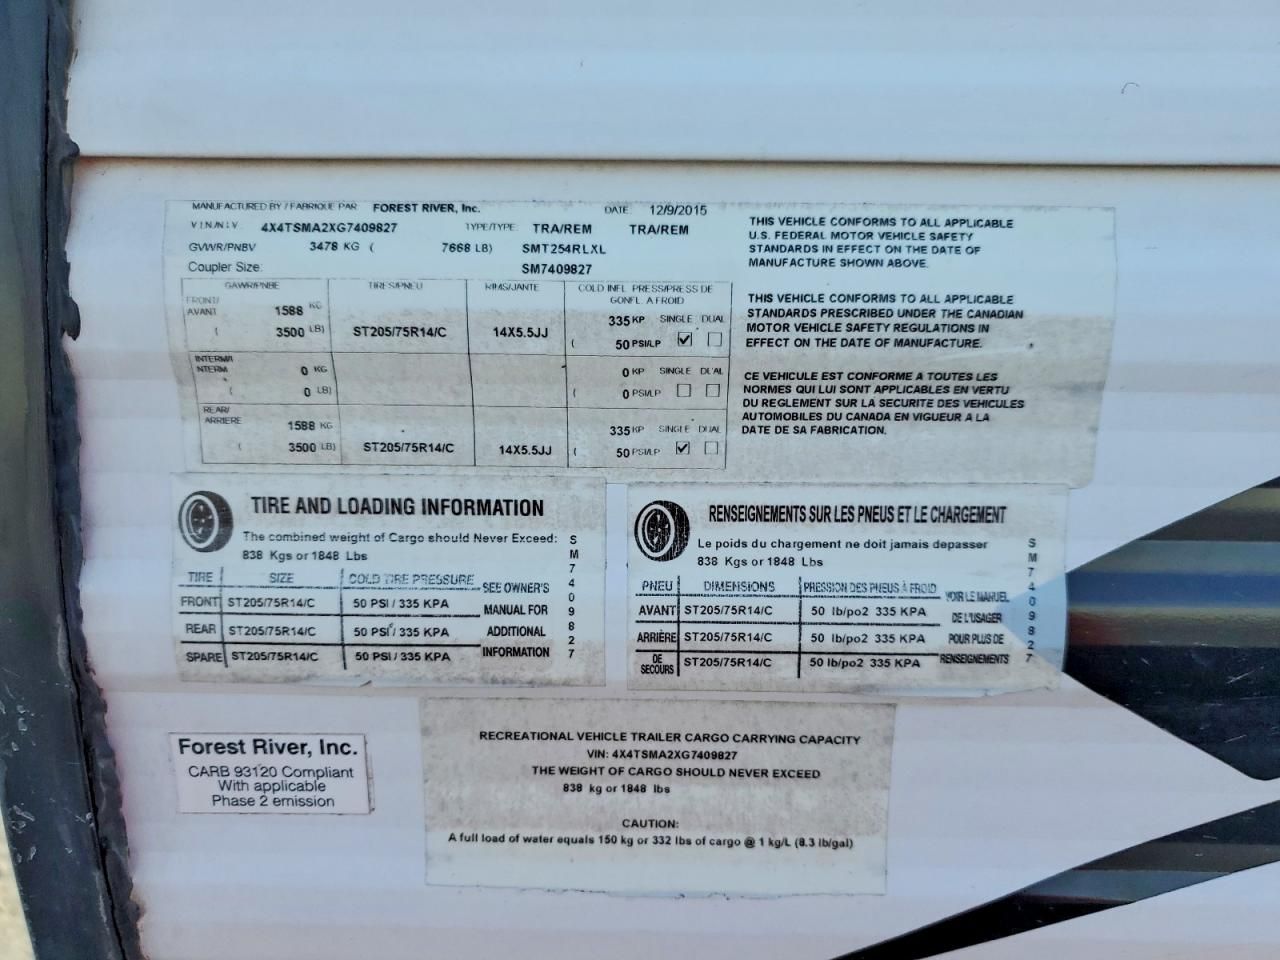 MANUFACTURED BY / FABRIQUE PAR FOREST RIVER, Inc. DATE 12/9/2015
V.I.N/N.I.V. 4X4TSMA2XG7409827 TYPE/TYPE TRA/REM TRA/REM
GVWR/PNBV 3478 KG ( 7668 LB) SMT254RLXL
Coupler Size: SM7409827
GAWR/PNBE TIRES/PNEU RIMS/JANTE COLD INFL PRESS/PRESS DE
GONFL. A FROID
FRONT/
AVANT 1588 KG 335 KP SINGLE DUAL
( 3500 LB) ST205/75R14/C 14X5.5JJ ( 50 PSI/LP
INTERM/
INTERM 0 KG 0 KP SINGLE DUAL
( 0 LB) ( 0 PSI/LP
REAR/
ARRIERE 1588 KG 335 KP SINGLE DUAL
( 3500 LB) ST205/75R14/C 14X5.5JJ ( 50 PSI/LP
THIS VEHICLE CONFORMS TO ALL APPLICABLE
U.S. FEDERAL MOTOR VEHICLE SAFETY
STANDARDS IN EFFECT ON THE DATE OF
MANUFACTURE SHOWN ABOVE.
THIS VEHICLE CONFORMS TO ALL APPLICABLE
STANDARDS PRESCRIBED UNDER THE CANADIAN
MOTOR VEHICLE SAFETY REGULATIONS IN
EFFECT ON THE DATE OF MANUFACTURE.
CE VEHICULE EST CONFORME A TOUTES LES
NORMES QUI LUI SONT APPLICABLES EN VERTU
DU REGLEMENT SUR LA SECURITE DES VEHICULES
AUTOMOBILES DU CANADA EN VIGUEUR A LA
DATE DE SA FABRICATION.
TIRE AND LOADING INFORMATION
The combined weight of Cargo should Never Exceed:
838 Kgs or 1848 Lbs
TIRE SIZE COLD TIRE PRESSURE SEE OWNER'S
FRONT ST205/75R14/C 50 PSI / 335 KPA MANUAL FOR
REAR ST205/75R14/C 50 PSI / 335 KPA ADDITIONAL
SPARE ST205/75R14/C 50 PSI / 335 KPA INFORMATION
SM7409827
RENSEIGNEMENTS SUR LES PNEUS ET LE CHARGEMENT
Le poids du chargement ne doit jamais depasser
838 Kgs or 1848 Lbs
PNEU DIMENSIONS PRESSION DES PNEUS À FROID VOIR LE MANUEL
AVANT ST205/75R14/C 50 lb/po2 335 KPA DE L'USAGER
ARRIÈRE ST205/75R14/C 50 lb/po2 335 KPA POUR PLUS DE
DE
SECOURS ST205/75R14/C 50 lb/po2 335 KPA RENSEIGNEMENTS
SM7409827
Forest River, Inc.
CARB 93120 Compliant
With applicable
Phase 2 emission
RECREATIONAL VEHICLE TRAILER CARGO CARRYING CAPACITY
VIN: 4X4TSMA2XG7409827
THE WEIGHT OF CARGO SHOULD NEVER EXCEED
838 kg or 1848 lbs
CAUTION:
A full load of water equals 150 kg or 332 lbs of cargo @ 1 kg/L (8.3 lb/gal)